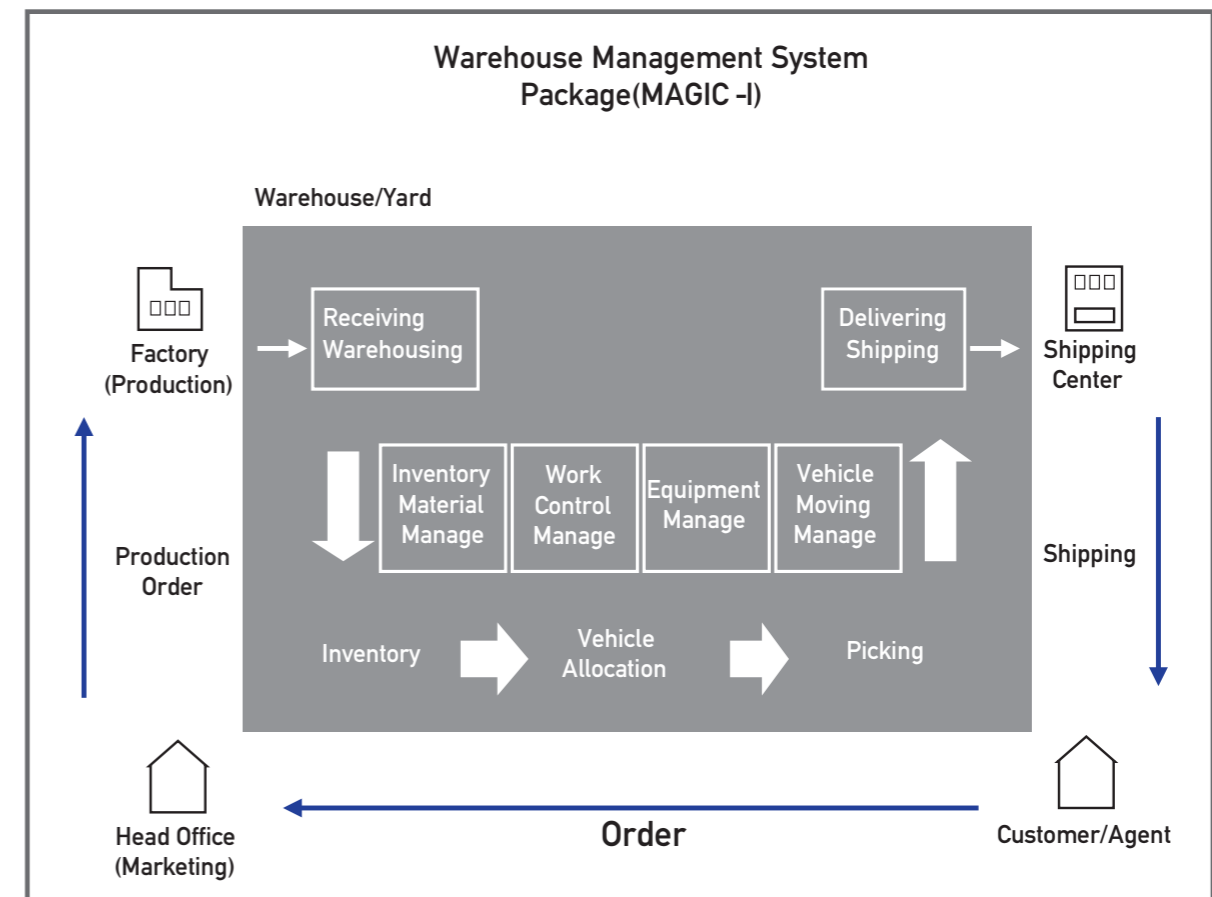 Warehouse Management System
Package(MAGIC -I)
Warehouse/Yard
Factory
(Production)
Receiving
Warehousing
Delivering
Shipping
Shipping
Center
Inventory
Material
Manage
Work
Control
Manage
Equipment
Manage
Vehicle
Moving
Manage
Production
Order
Shipping
Inventory
Vehicle
Allocation
Picking
Head Office
(Marketing)
Order
Customer/Agent